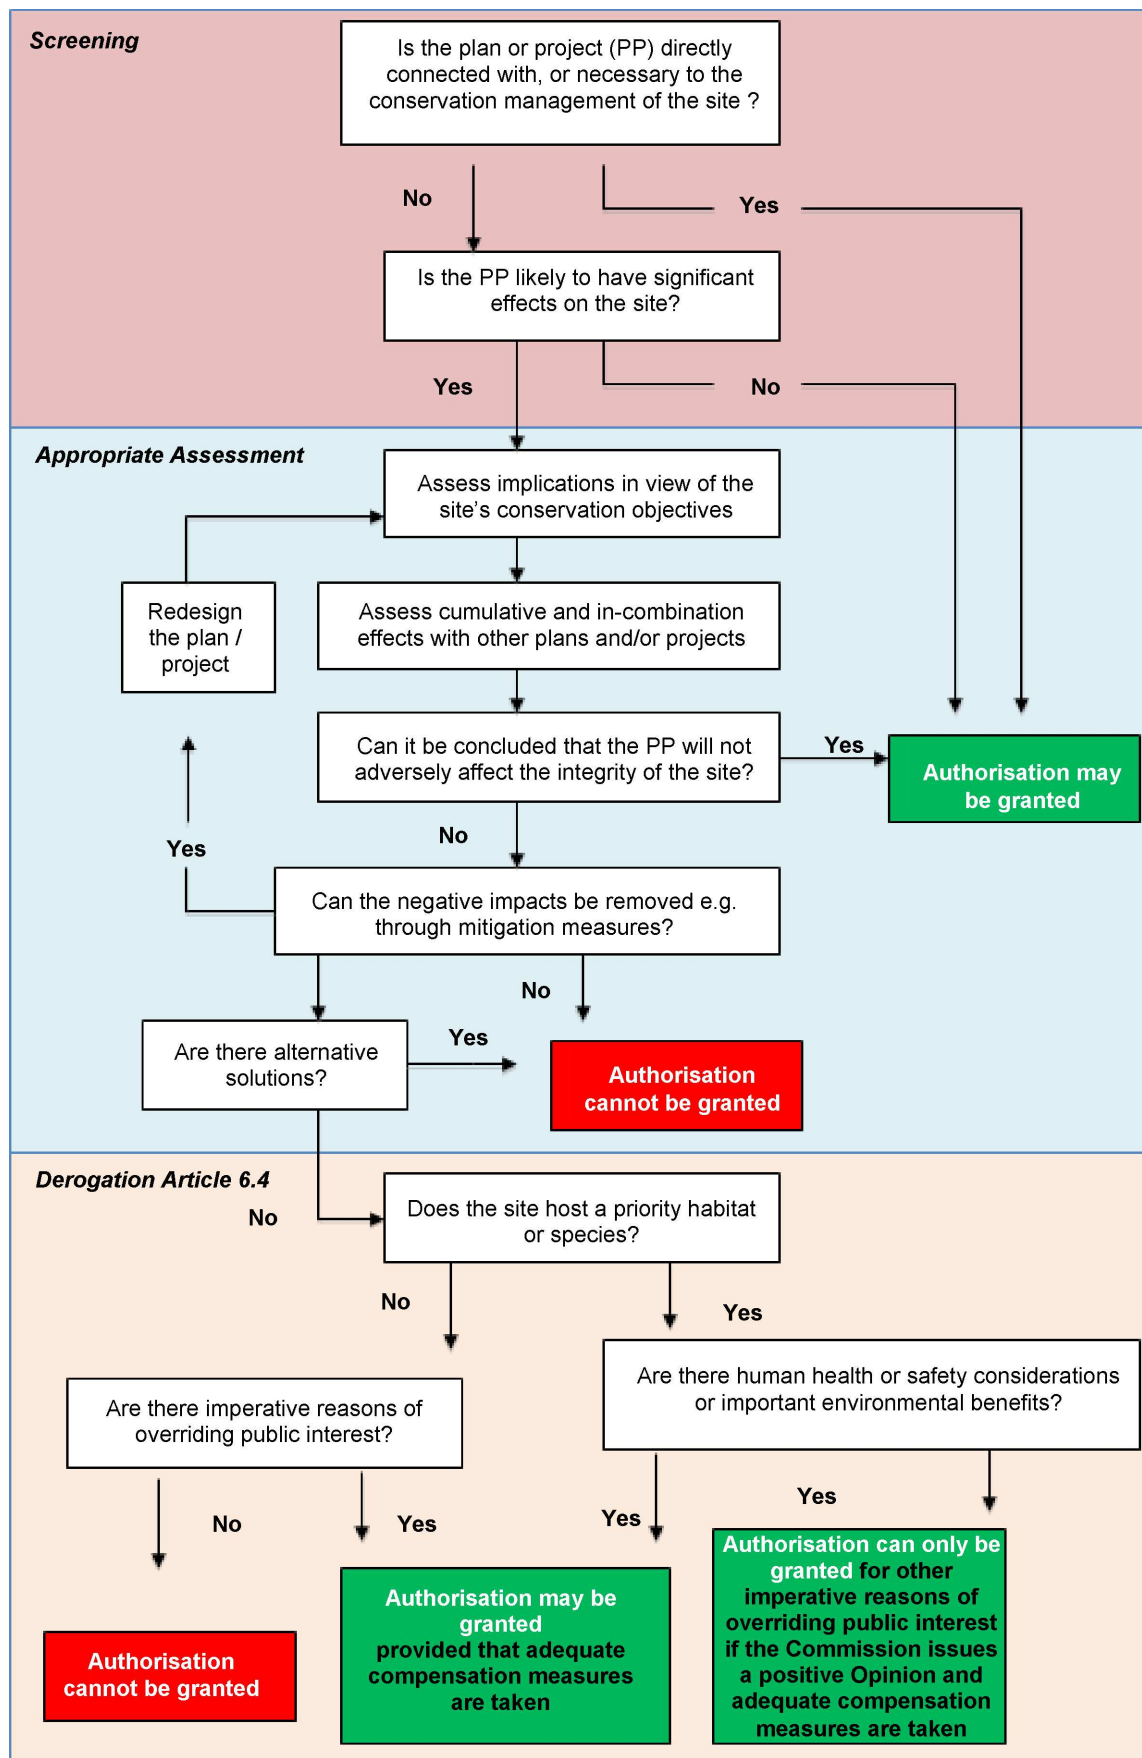 Screening
Is the plan or project (PP) directly
connected with, or necessary to the
conservation management of the site ?
No
Yes
Is the PP likely to have significant
effects on the site?
Yes
No
Appropriate Assessment
Assess implications in view of the
site's conservation objectives
Redesign
the plan /
project
Assess cumulative and in-combination
effects with other plans and/or projects
Can it be concluded that the PP will not
adversely affect the integrity of the site?
Yes
Authorisation may
be granted
No
Yes
Can the negative impacts be removed e.g.
through mitigation measures?
No
Are there alternative
solutions?
Yes
Authorisation
cannot be granted
Derogation Article 6.4
No
Does the site host a priority habitat
or species?
No
Yes
Are there imperative reasons of
overriding public interest?
Are there human health or safety considerations
or important environmental benefits?
No
Yes
Yes
Yes
Authorisation
cannot be granted
Authorisation may be
granted
provided that adequate
compensation measures
are taken
Authorisation can only be
granted for other
imperative reasons of
overriding public interest
if the Commission issues
a positive Opinion and
adequate compensation
measures are taken